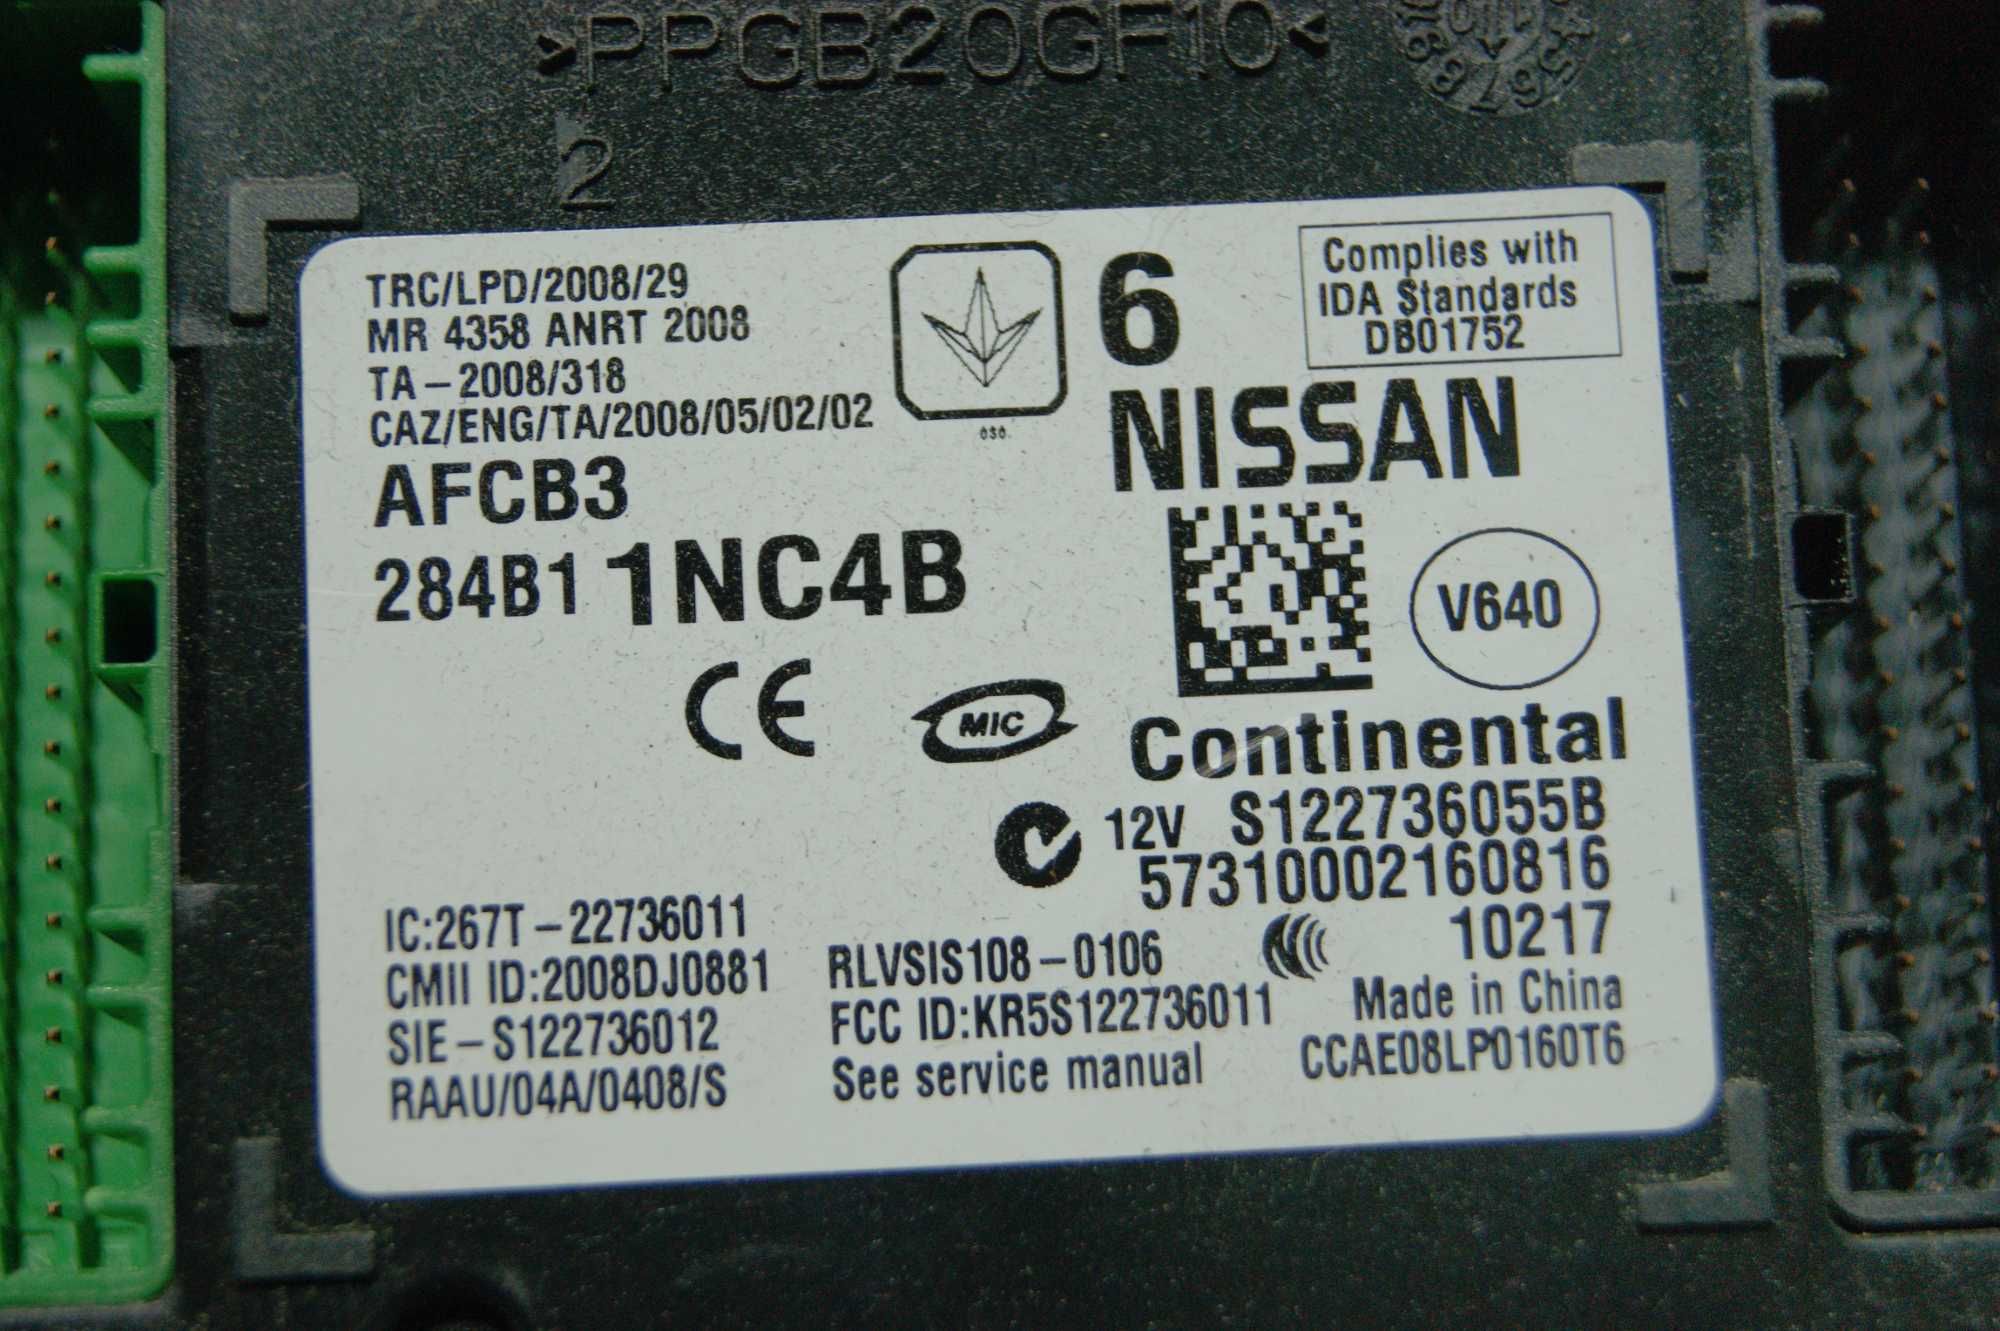 >PPGB20GF10<
2
TRC/LPD/2008/29
MR 4358 ANRT 2008
TA-2008/318
CAZ/ENG/TA/2008/05/02/02
AFCB3
284B1 1NC4B
6
Complies with
IDA Standards
DB01752
NISSAN
V640
CE
MIC
Continental
12V S122736055B
57310002160816
10217
Made in China
CCAE08LP0160T6
IC:267T-22736011
CMII ID:2008DJ0881
SIE-S122736012
RAAU/04A/0408/S
RLVSIS108-0106
FCC ID:KR5S122736011
See service manual